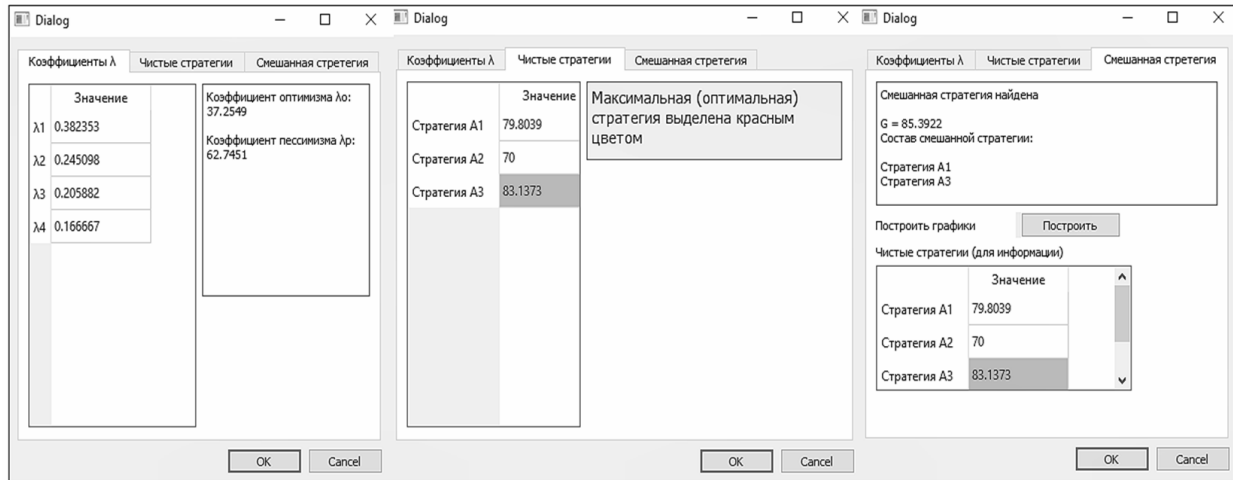 Dialog
Коэффициенты λ
Чистые стратегии
Смешанная стретегия
Значение
λ1 0.382353
λ2 0.245098
λ3 0.205882
λ4 0.166667
Коэффициент оптимизма λo:
37.2549
Коэффициент пессимизма λp:
62.7451
OK
Cancel
Dialog
Коэффициенты λ
Чистые стратегии
Смешанная стретегия
Значение
Стратегия A1 79.8039
Стратегия A2 70
Стратегия A3 83.1373
Максимальная (оптимальная)
стратегия выделена красным
цветом
OK
Cancel
Dialog
Коэффициенты λ
Чистые стратегии
Смешанная стретегия
Смешанная стратегия найдена
G = 85.3922
Состав смешанной стратегии:
Стратегия A1
Стратегия A3
Построить графики
Построить
Чистые стратегии (для информации)
Значение
Стратегия A1 79.8039
Стратегия A2 70
Стратегия A3 83.1373
OK
Cancel